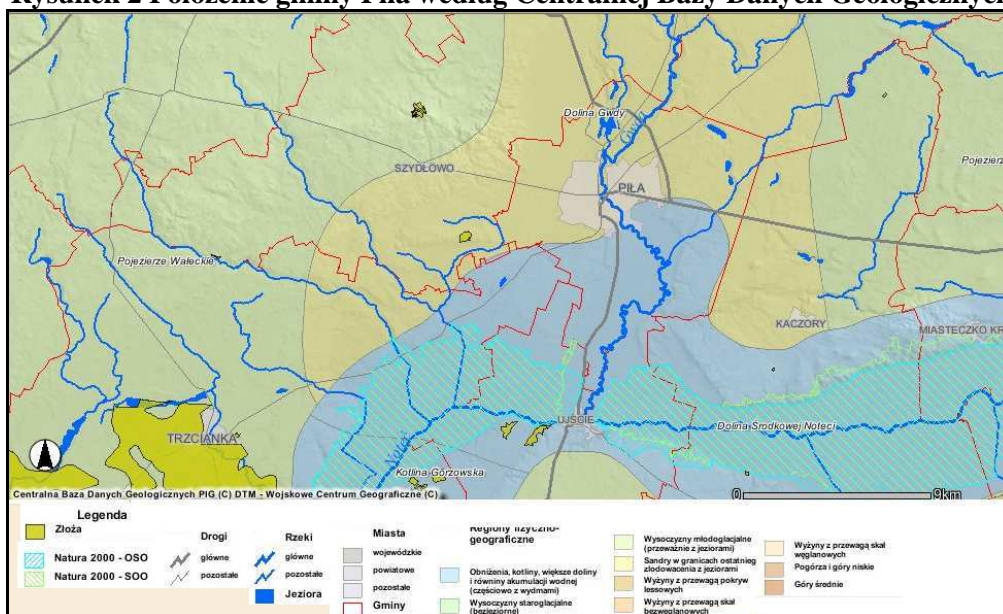 Rysunek 2 Położenie gminy Piła według Centralnej Bazy Danych Geologicznych
Dolina Gwdy
Gwda
SZYDŁOWO
PIŁA
Pojezierz
Pojezierze Wałeckie
KACZORY
MIASTECZKO KR
TRZCIANKA
UJŚCIE
Dolina Środkowej Noteci
Noteć
Kotlina Gorzowska
Centralna Baza Danych Geologicznych PIG (C) DTM - Wojskowe Centrum Geograficzne (C)
0 9km
Legenda
Złoża
Natura 2000 - OSO
Natura 2000 - SOO
Drogi
główne
pozostałe
Rzeki
główne
pozostałe
Jeziora
Miasta
wojewódzkie
powiatowe
pozostałe
Gminy
Regiony fizyczno-
geograficzne
Obniżenia, kotliny, większe doliny
i równiny akumulacji wodnej
(częściowo z wydmami)
Wysoczyzny staroglacjalne
(bezjeziorne)
Wysoczyzny młodoglacjalne
(przeważnie z jeziorami)
Sandry w granicach ostatnieg
zlodowacenia z jeziorami
Wyżyny z przewagą pokryw
lessowych
Wyżyny z przewagą skał
bezwęglanowych
Wyżyny z przewagą skał
węglanowych
Pogórza i góry niskie
Góry średnie